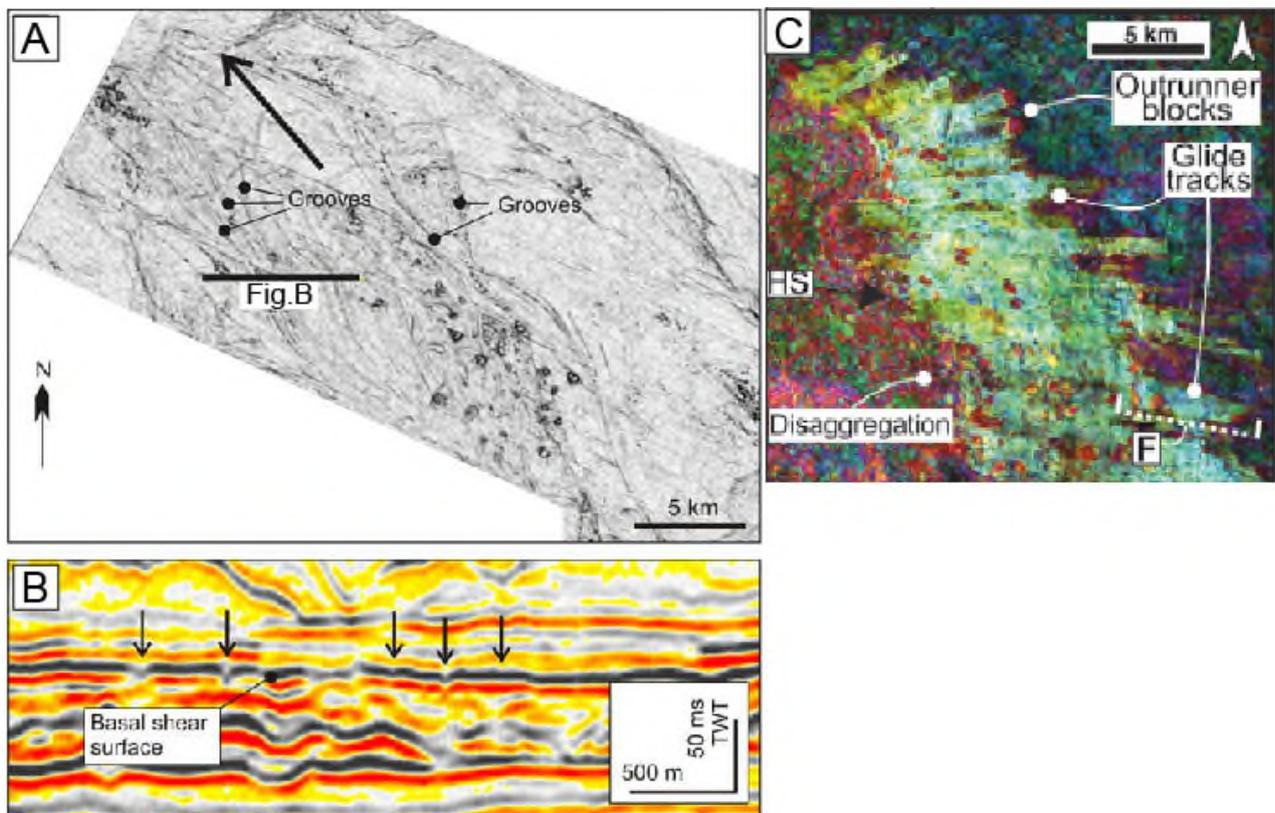 A
Grooves
Grooves
Fig.B
N
5 km
B
Basal shear
surface
50 ms
TWT
500 m
C
5 km
Outrunner
blocks
Glide
tracks
HS
Disaggregation
F